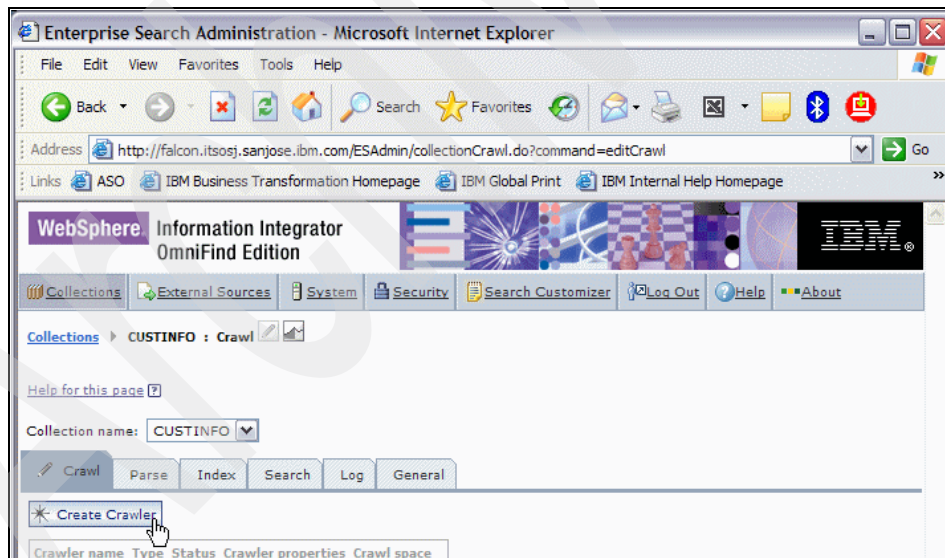 Enterprise Search Administration - Microsoft Internet Explorer
File Edit View Favorites Tools Help
Back Search Favorites
Address http://falcon.itsosj.sanjose.ibm.com/ESAdmin/collectionCrawl.do?command=editCrawl Go
Links ASO IBM Business Transformation Homepage IBM Global Print IBM Internal Help Homepage »
WebSphere. Information Integrator
OmniFind Edition
IBM®
Collections External Sources System Security Search Customizer Log Out Help About
Collections CUSTINFO : Crawl
Help for this page ?
Collection name: CUSTINFO
Crawl Parse Index Search Log General
Create Crawler
Crawler name Type Status Crawler properties Crawl space